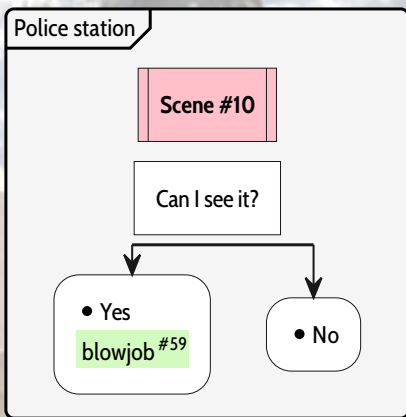 Police station
Scene #10
Can I see it?
• Yes
blowjob #59
• No